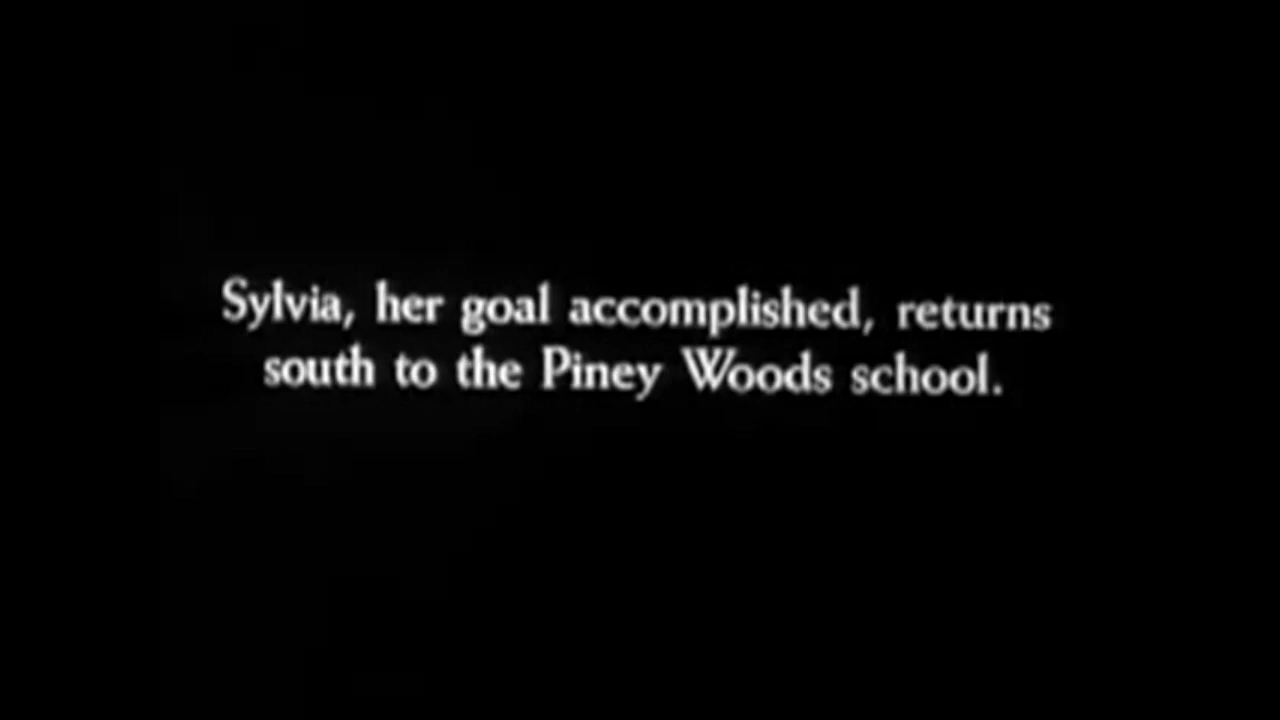 Sylvia, her goal accomplished, returns
south to the Piney Woods school.